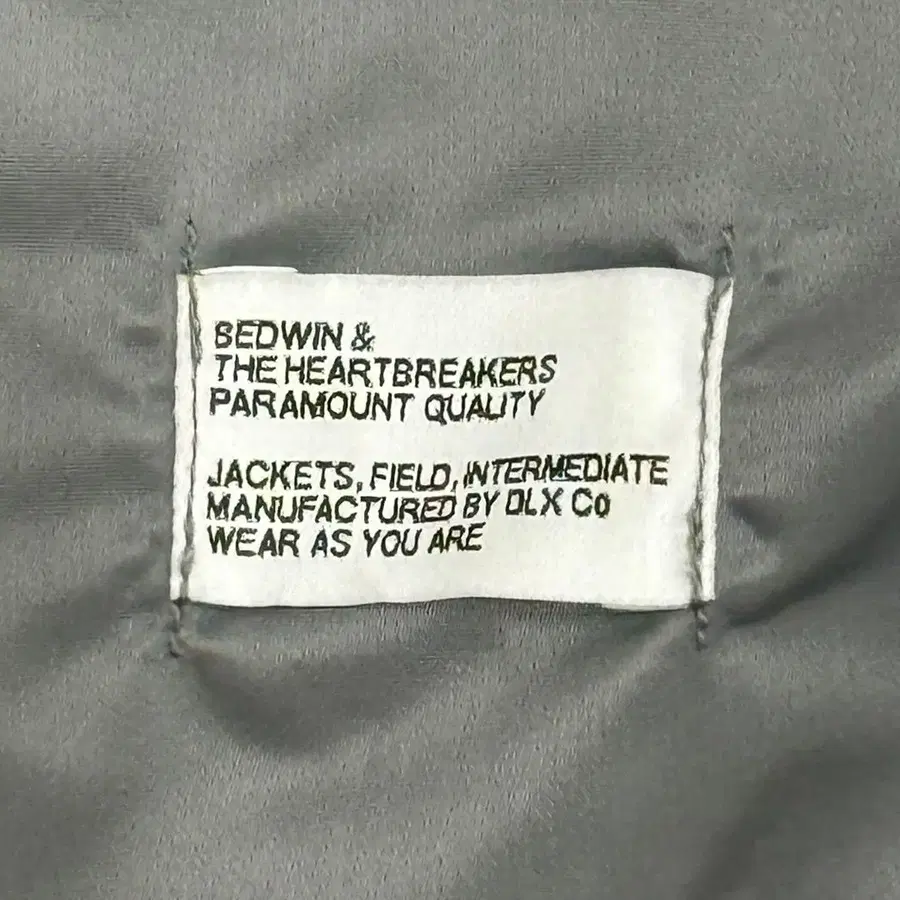 BEDWIN &
THE HEARTBREAKERS
PARAMOUNT QUALITY
JACKETS, FIELD, INTERMEDIATE
MANUFACTURED BY DLX Co
WEAR AS YOU ARE